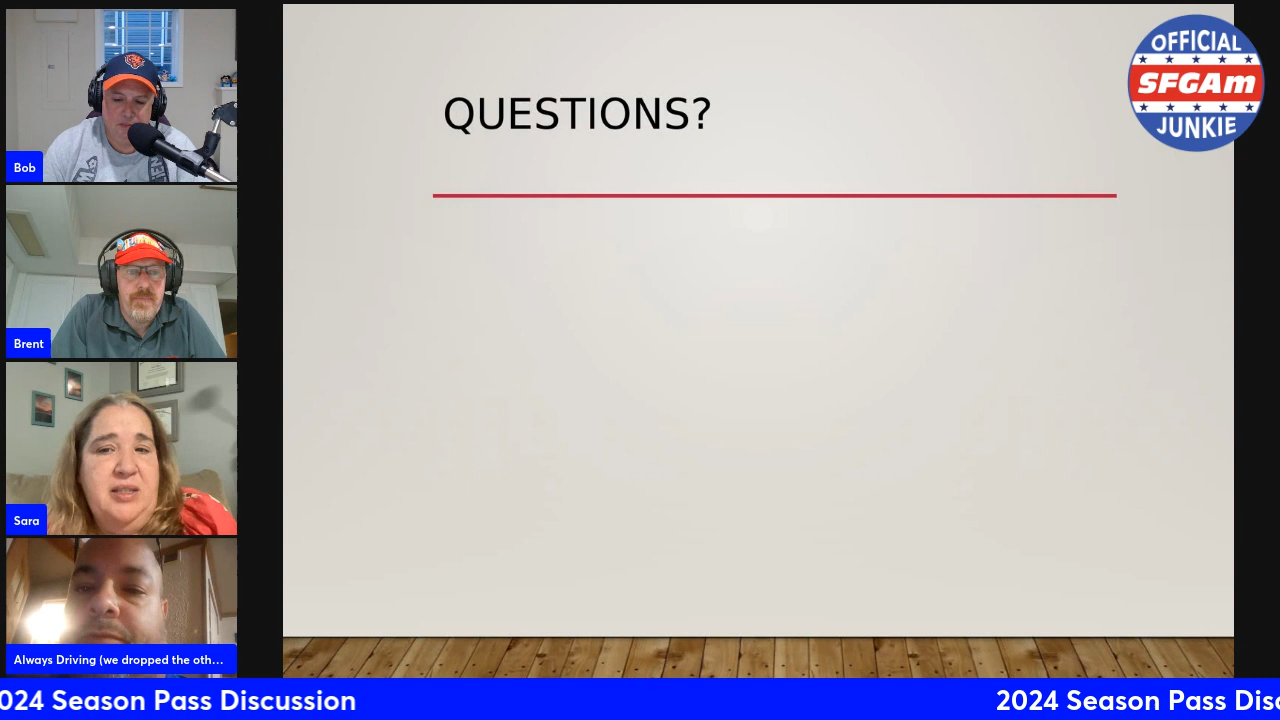 Bob
Brent
Sara
Always Driving (we dropped the oth...
QUESTIONS?
OFFICIAL
SFGAm
JUNKIE
024 Season Pass Discussion
2024 Season Pass Disc